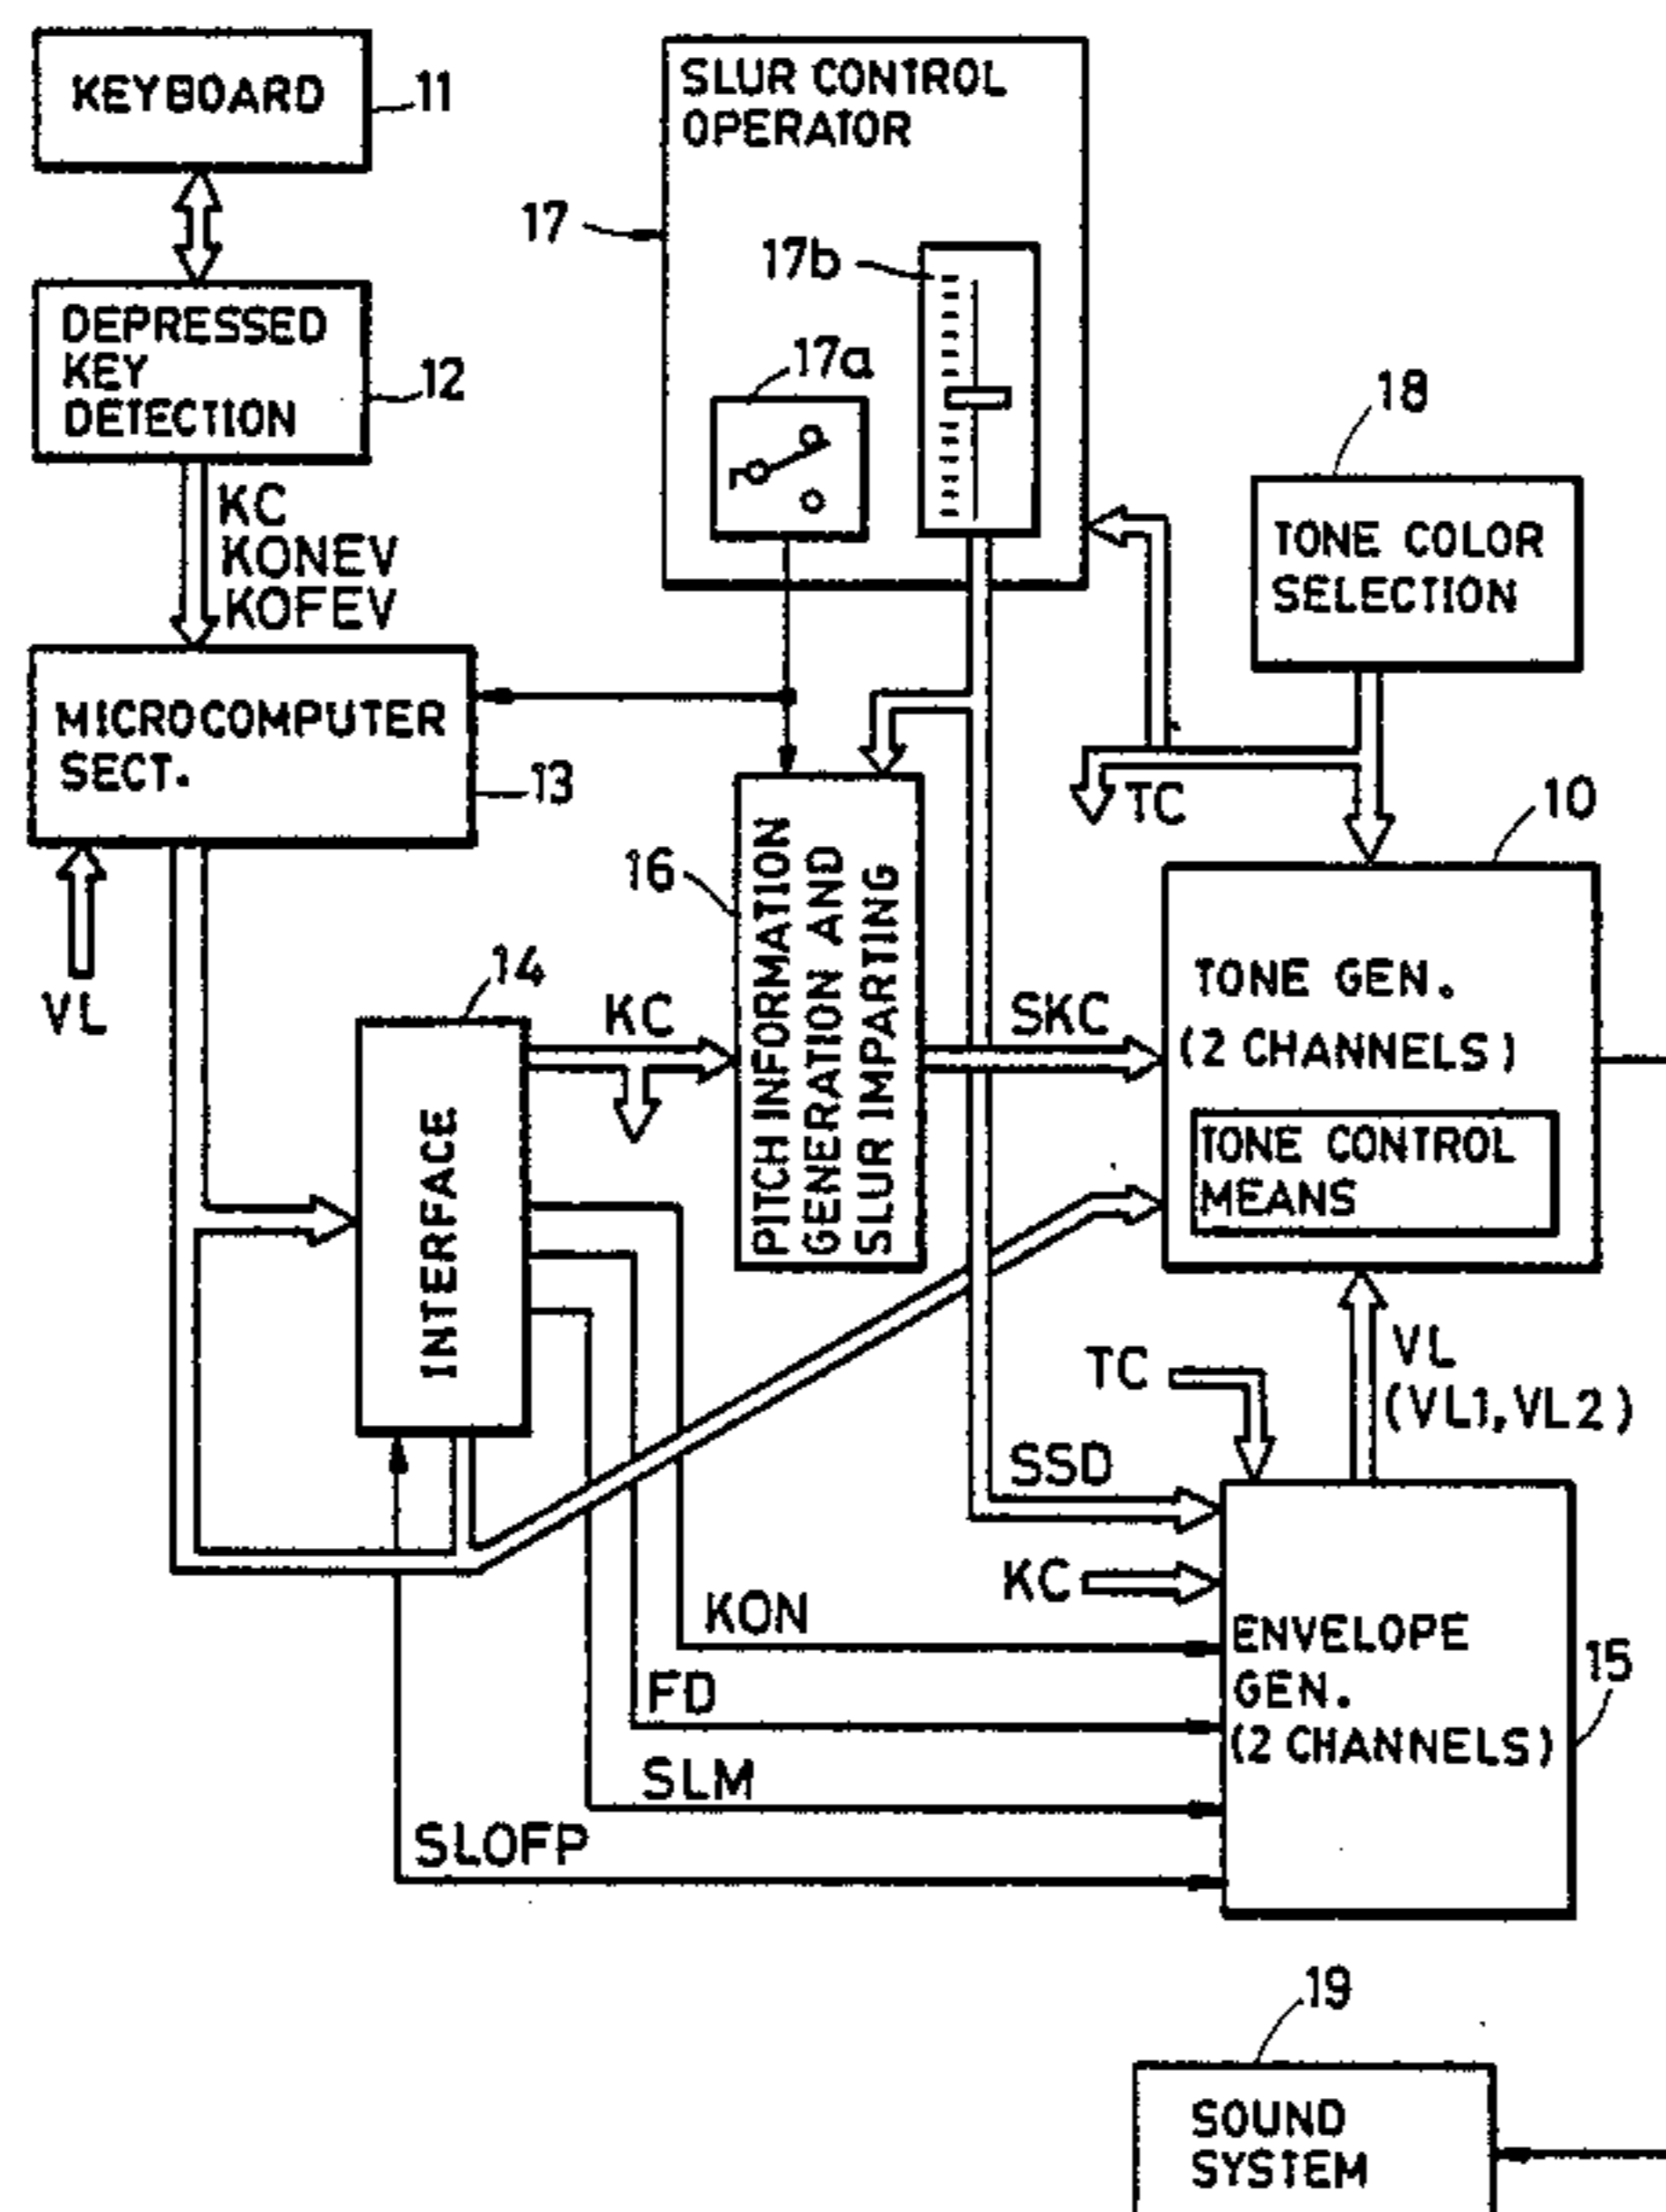 KEYBOARD
11
SLUR CONTROL
OPERATOR
17
17b
17a
DEPRESSED
KEY
DETECTION
12
KC
KONEV
KOFEV
18
TONE COLOR
SELECTION
MICROCOMPUTER
SECT.
13
VL
TC
10
16
PITCH INFORMATION
GENERATION AND
SLUR IMPARTING
14
INTERFACE
KC
SKC
TONE GEN.
(2 CHANNELS)
TONE CONTROL
MEANS
VL
(VL1,VL2)
TC
SSD
KC
KON
FD
SLM
SLOFP
ENVELOPE
GEN.
(2 CHANNELS)
15
19
SOUND
SYSTEM